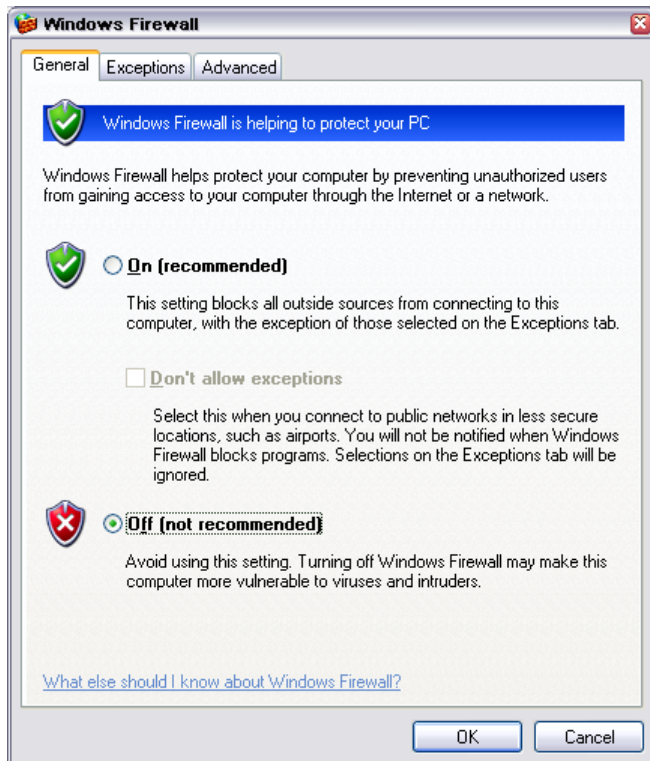 Windows Firewall
General Exceptions Advanced
Windows Firewall is helping to protect your PC
Windows Firewall helps protect your computer by preventing unauthorized users
from gaining access to your computer through the Internet or a network.
On (recommended)
This setting blocks all outside sources from connecting to this
computer, with the exception of those selected on the Exceptions tab.
Don't allow exceptions
Select this when you connect to public networks in less secure
locations, such as airports. You will not be notified when Windows
Firewall blocks programs. Selections on the Exceptions tab will be
ignored.
Off (not recommended)
Avoid using this setting. Turning off Windows Firewall may make this
computer more vulnerable to viruses and intruders.
What else should I know about Windows Firewall?
OK Cancel